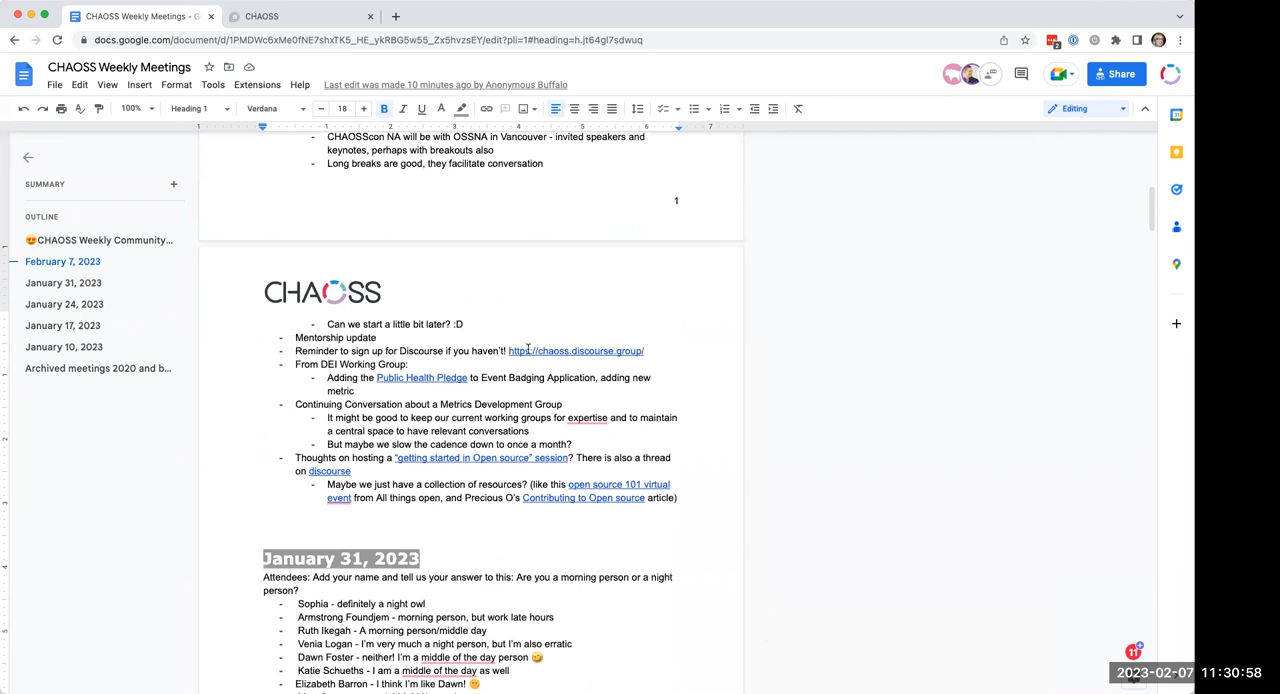 CHAOSS Weekly Meetings - G
CHAOSS
docs.google.com/document/d/1PMDWc6xMe0fNE7shxTK5_HE_ykRBG5w55_Zx5hvzsEY/edit?pli=1#heading=h.jt64gl7sdwuq
2
CHAOSS Weekly Meetings
File Edit View Insert Format Tools Extensions Help Last edit was made 10 minutes ago by Anonymous Buffalo
Share
100% Heading 1 Verdana 18 B I U A Editing
1 1 2 3 4 5 6 7
CHAOSScon NA will be with OSSNA in Vancouver - invited speakers and
keynotes, perhaps with breakouts also
- Long breaks are good, they facilitate conversation
1
SUMMARY
OUTLINE
😍CHAOSS Weekly Community...
February 7, 2023
January 31, 2023
January 24, 2023
January 17, 2023
January 10, 2023
Archived meetings 2020 and b...
CHAOSS
- Can we start a little bit later? :D
- Mentorship update
- Reminder to sign up for Discourse if you haven't! https://chaoss.discourse.group/
- From DEI Working Group:
- Adding the Public Health Pledge to Event Badging Application, adding new
metric
- Continuing Conversation about a Metrics Development Group
- It might be good to keep our current working groups for expertise and to maintain
a central space to have relevant conversations
- But maybe we slow the cadence down to once a month?
- Thoughts on hosting a "getting started in Open source" session? There is also a thread
on discourse
- Maybe we just have a collection of resources? (like this open source 101 virtual
event from All things open, and Precious O's Contributing to Open source article)
January 31, 2023
Attendees: Add your name and tell us your answer to this: Are you a morning person or a night
person?
- Sophia - definitely a night owl
- Armstrong Foundjem - morning person, but work late hours
- Ruth Ikegah - A morning person/middle day
- Venia Logan - I'm very much a night person, but I'm also erratic
- Dawn Foster - neither! I'm a middle of the day person 🤣
- Katie Schueths - I am a middle of the day as well
- Elizabeth Barron - I think I'm like Dawn! 🤭
11
2023-02-07 11:30:58